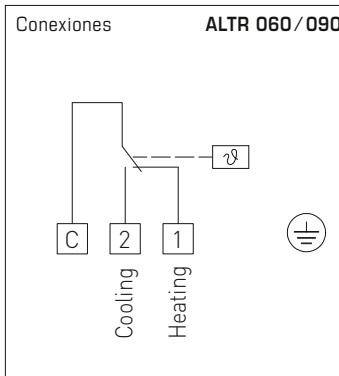 Conexiones
ALTR 060/090
ϑ
C
2
1
Cooling
Heating